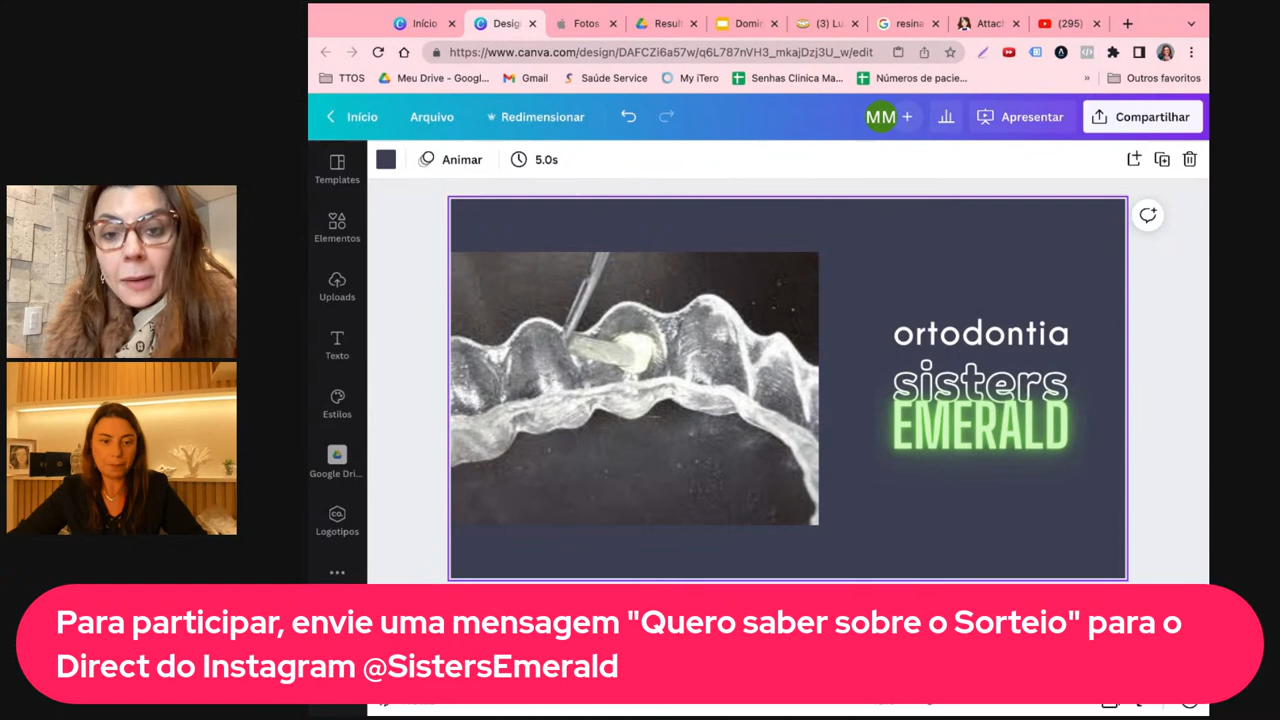 Início
Desig
Fotos
Result
Domin
(3) Lu
resina
Attach
(295)
https://www.canva.com/design/DAFCZi6a57w/q6L787nVH3_mkajDzj3U_w/edit
TTOS
Meu Drive - Googl...
Gmail
Saúde Service
My iTero
Senhas Clinica Ma...
Números de pacie...
»
Outros favoritos
Início
Arquivo
Redimensionar
MM
+
Apresentar
Compartilhar
Animar
5.0s
Templates
Elementos
Uploads
Texto
Estilos
Google Dri...
Logotipos
ortodontia
sisters
EMERALD
Para participar, envie uma mensagem "Quero saber sobre o Sorteio" para o
Direct do Instagram @SistersEmerald